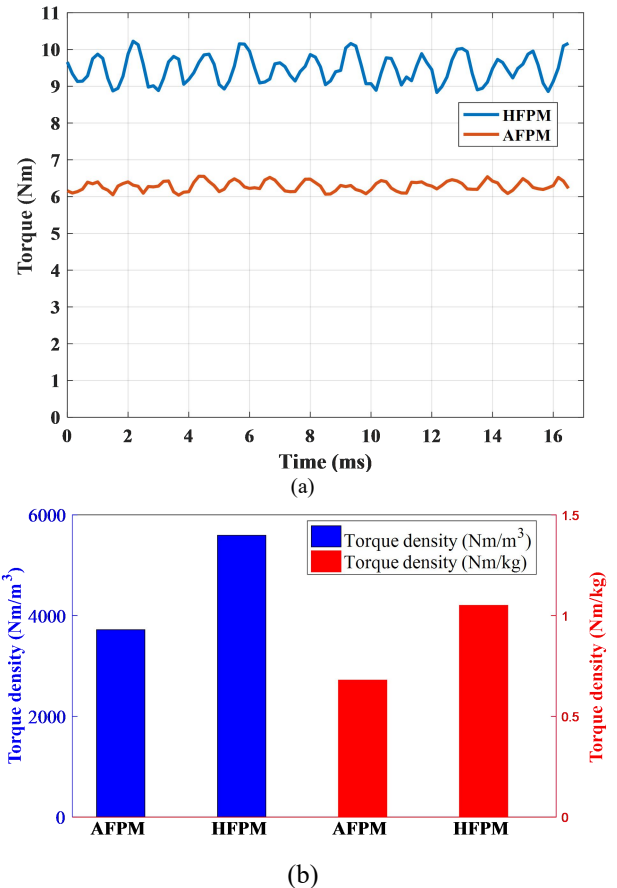 11
10
9
8
7
6
5
4
3
2
1
0
Torque (Nm)
HFPM
AFPM
0 2 4 6 8 10 12 14 16
Time (ms)
(a)
6000
4000
2000
0
Torque density (Nm/m³)
Torque density (Nm/m³)
Torque density (Nm/kg)
1.5
1
0.5
0
Torque density (Nm/kg)
AFPM HFPM AFPM HFPM
(b)